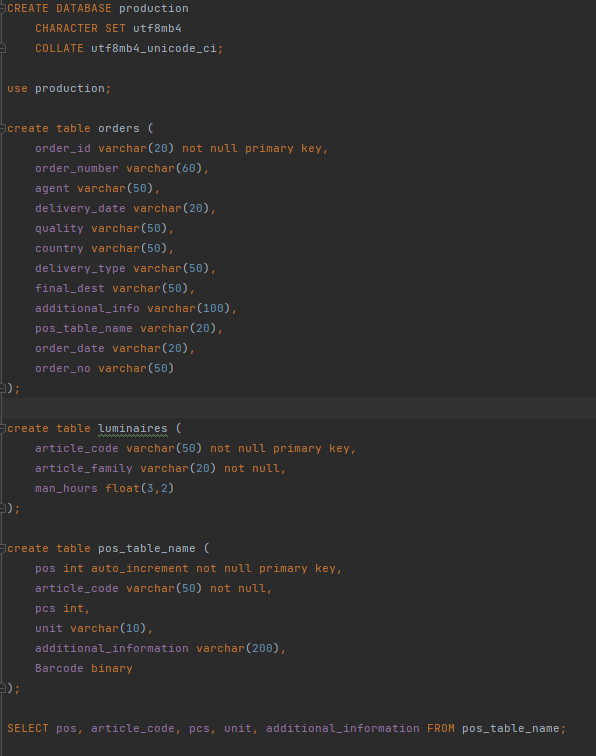 CREATE DATABASE production
    CHARACTER SET utf8mb4
    COLLATE utf8mb4_unicode_ci;

use production;

create table orders (
    order_id varchar(20) not null primary key,
    order_number varchar(60),
    agent varchar(50),
    delivery_date varchar(20),
    quality varchar(50),
    country varchar(50),
    delivery_type varchar(50),
    final_dest varchar(50),
    additional_info varchar(100),
    pos_table_name varchar(20),
    order_date varchar(20),
    order_no varchar(50)
);

create table luminaires (
    article_code varchar(50) not null primary key,
    article_family varchar(20) not null,
    man_hours float(3,2)
);

create table pos_table_name (
    pos int auto_increment not null primary key,
    article_code varchar(50) not null,
    pcs int,
    unit varchar(10),
    additional_information varchar(200),
    Barcode binary
);

SELECT pos, article_code, pcs, unit, additional_information FROM pos_table_name;